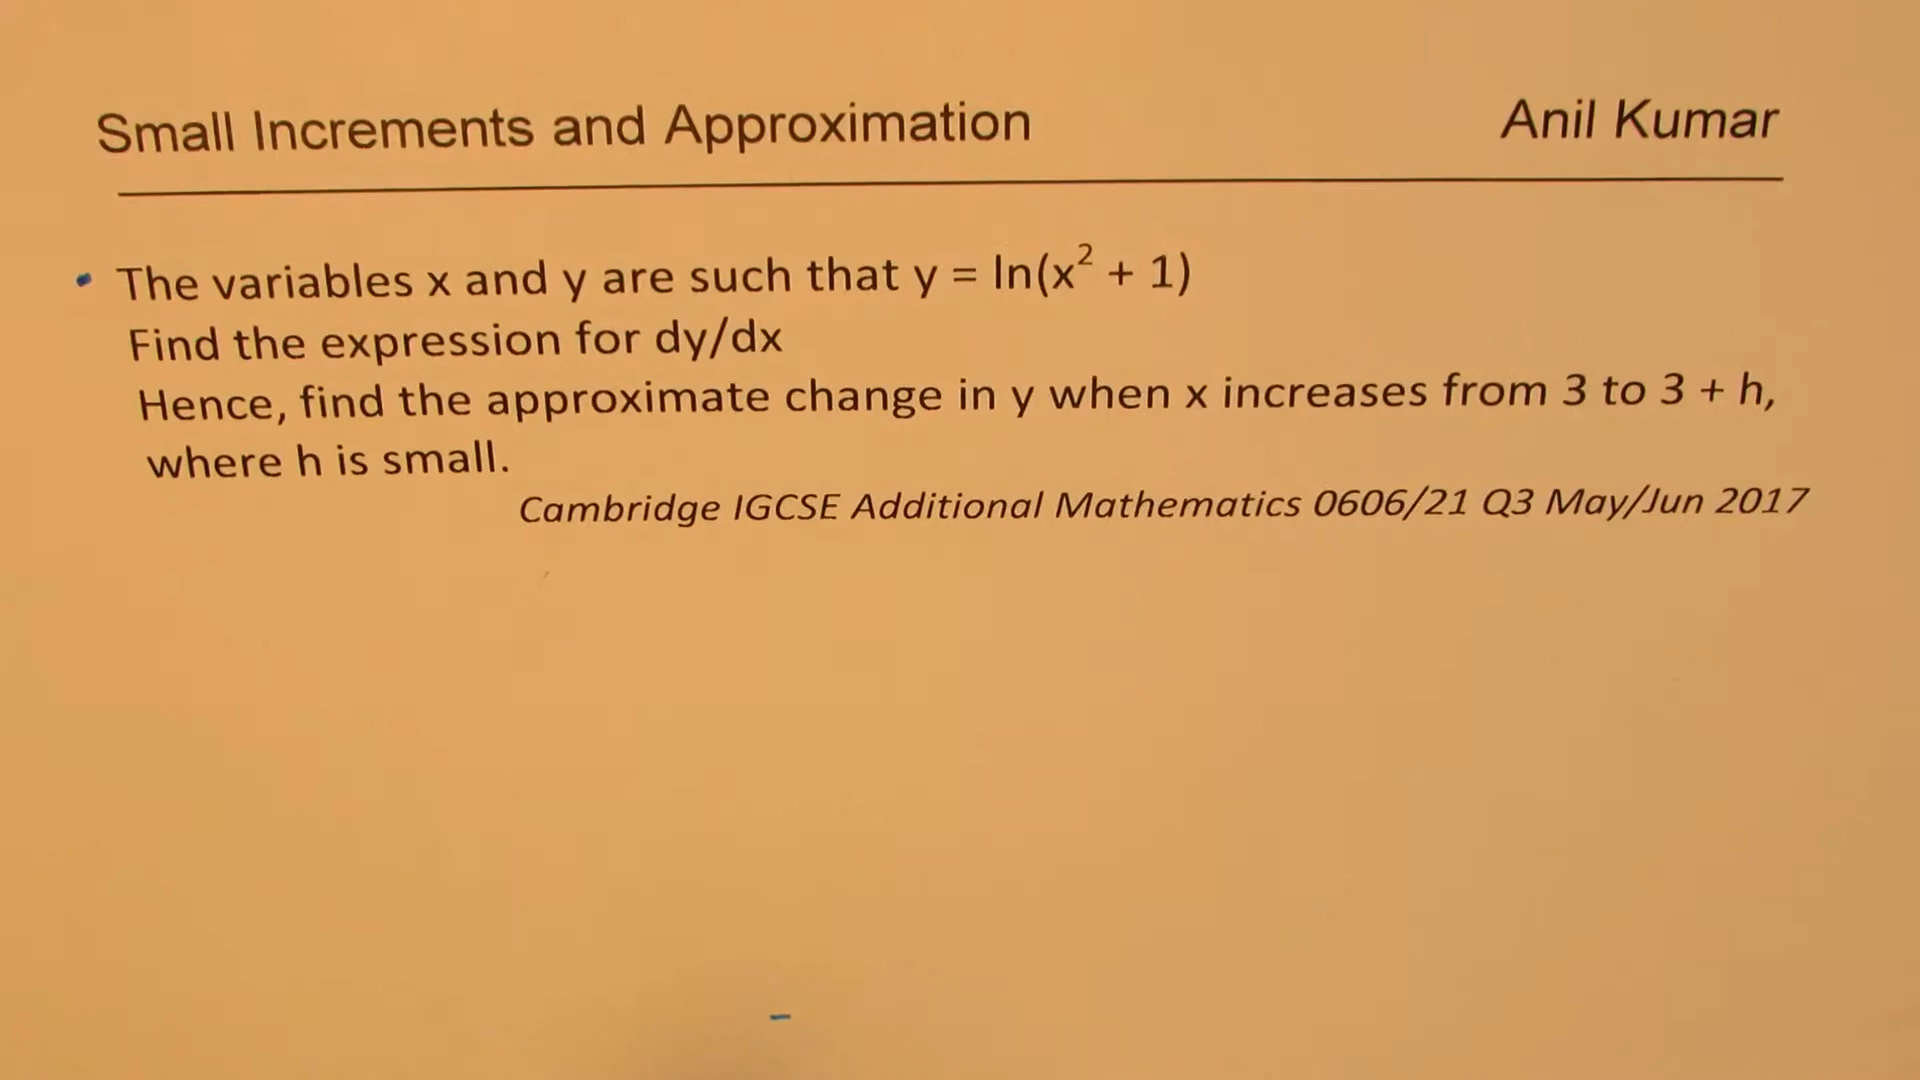 Small Increments and Approximation
Anil Kumar
• The variables x and y are such that y = ln(x² + 1)
Find the expression for dy/dx
Hence, find the approximate change in y when x increases from 3 to 3 + h,
where h is small.
Cambridge IGCSE Additional Mathematics 0606/21 Q3 May/Jun 2017